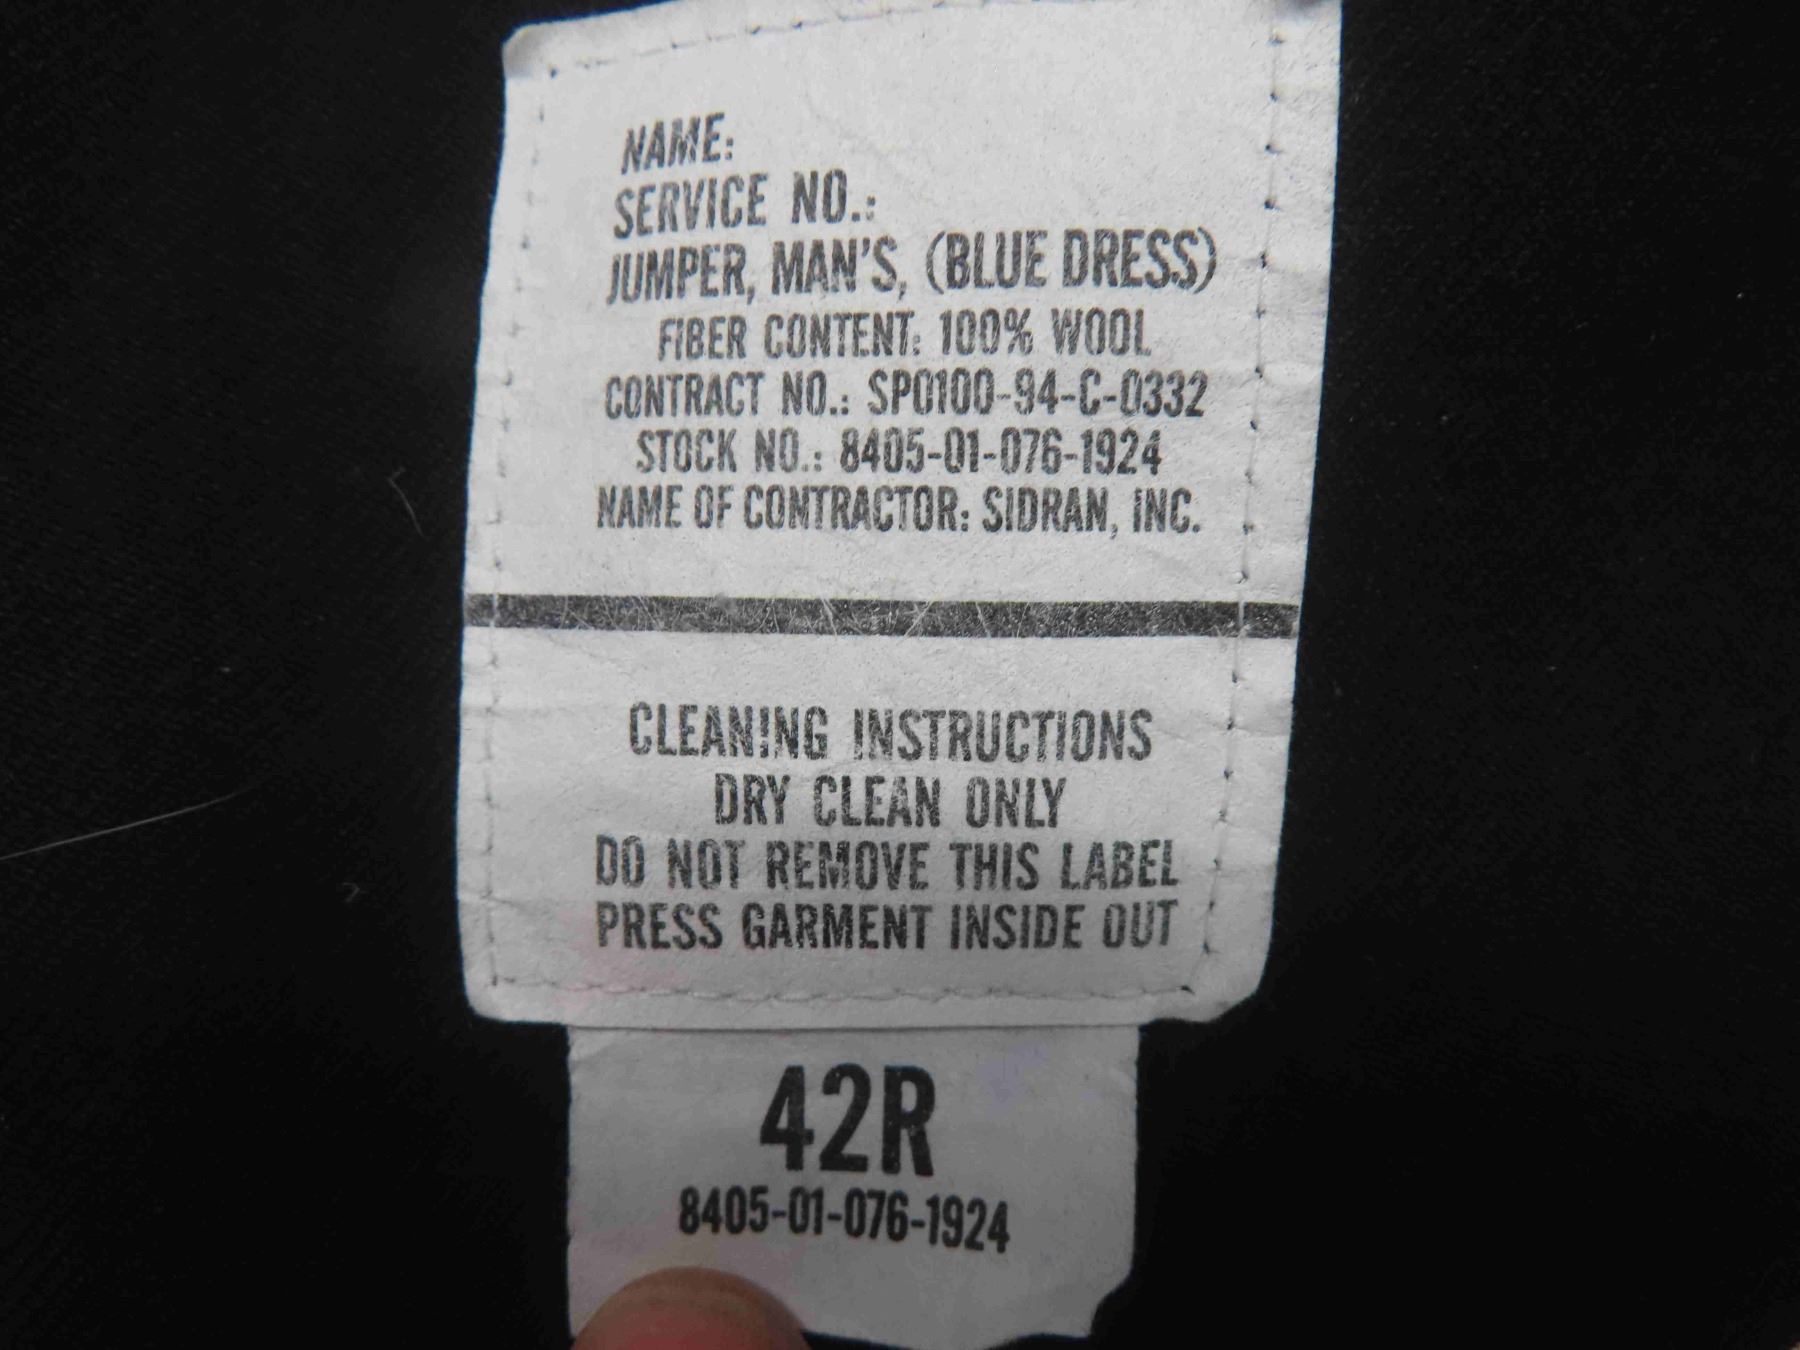 NAME:
SERVICE NO.:
JUMPER, MAN'S, (BLUE DRESS)
FIBER CONTENT: 100% WOOL
CONTRACT NO.: SP0100-94-C-0332
STOCK NO.: 8405-01-076-1924
NAME OF CONTRACTOR: SIDRAN, INC.
CLEANING INSTRUCTIONS
DRY CLEAN ONLY
DO NOT REMOVE THIS LABEL
PRESS GARMENT INSIDE OUT
42R
8405-01-076-1924